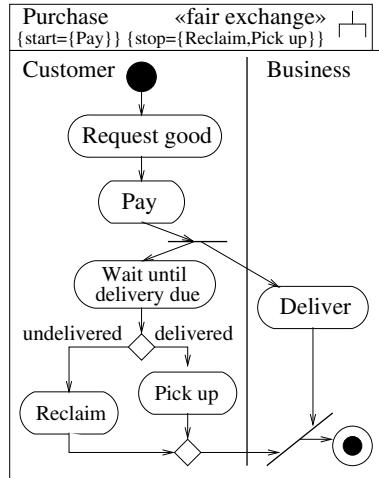 Purchase «fair exchange»
{start={Pay}} {stop={Reclaim,Pick up}}
Customer Business
Request good
Pay
Wait until
delivery due
Deliver
undelivered delivered
Pick up
Reclaim